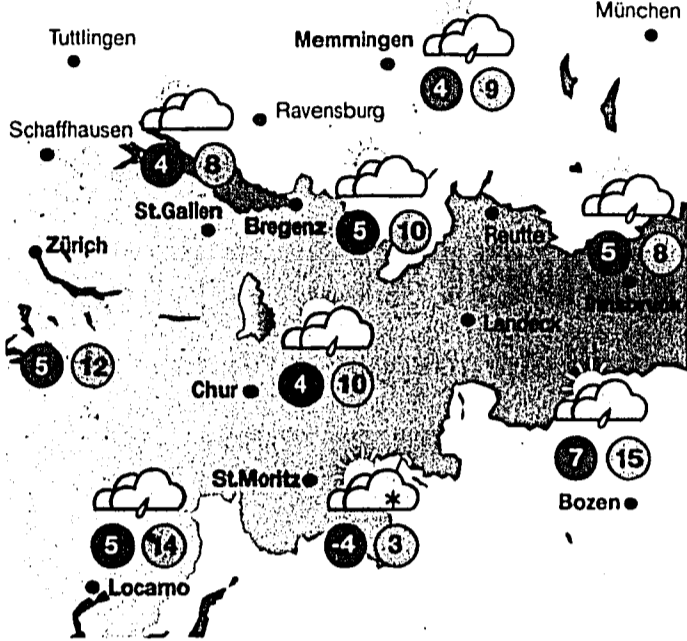 München
Tuttlingen
Memmingen
4 9
Ravensburg
Schaffhausen
4 8
St.Gallen
Bregenz
5 10
Reutte
5 8
Zürich
Innsbruck
Landeck
5 12
Chur
4 10
7 15
St.Moritz
*
Bozen
5 14
-4 3
Locarno